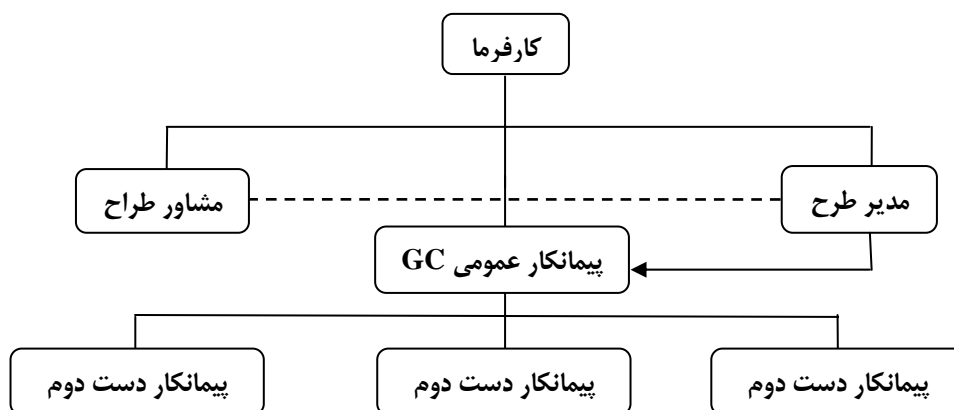 کارفرما
مدیر طرح
مشاور طراح
پیمانکار عمومی GC
پیمانکار دست دوم
پیمانکار دست دوم
پیمانکار دست دوم